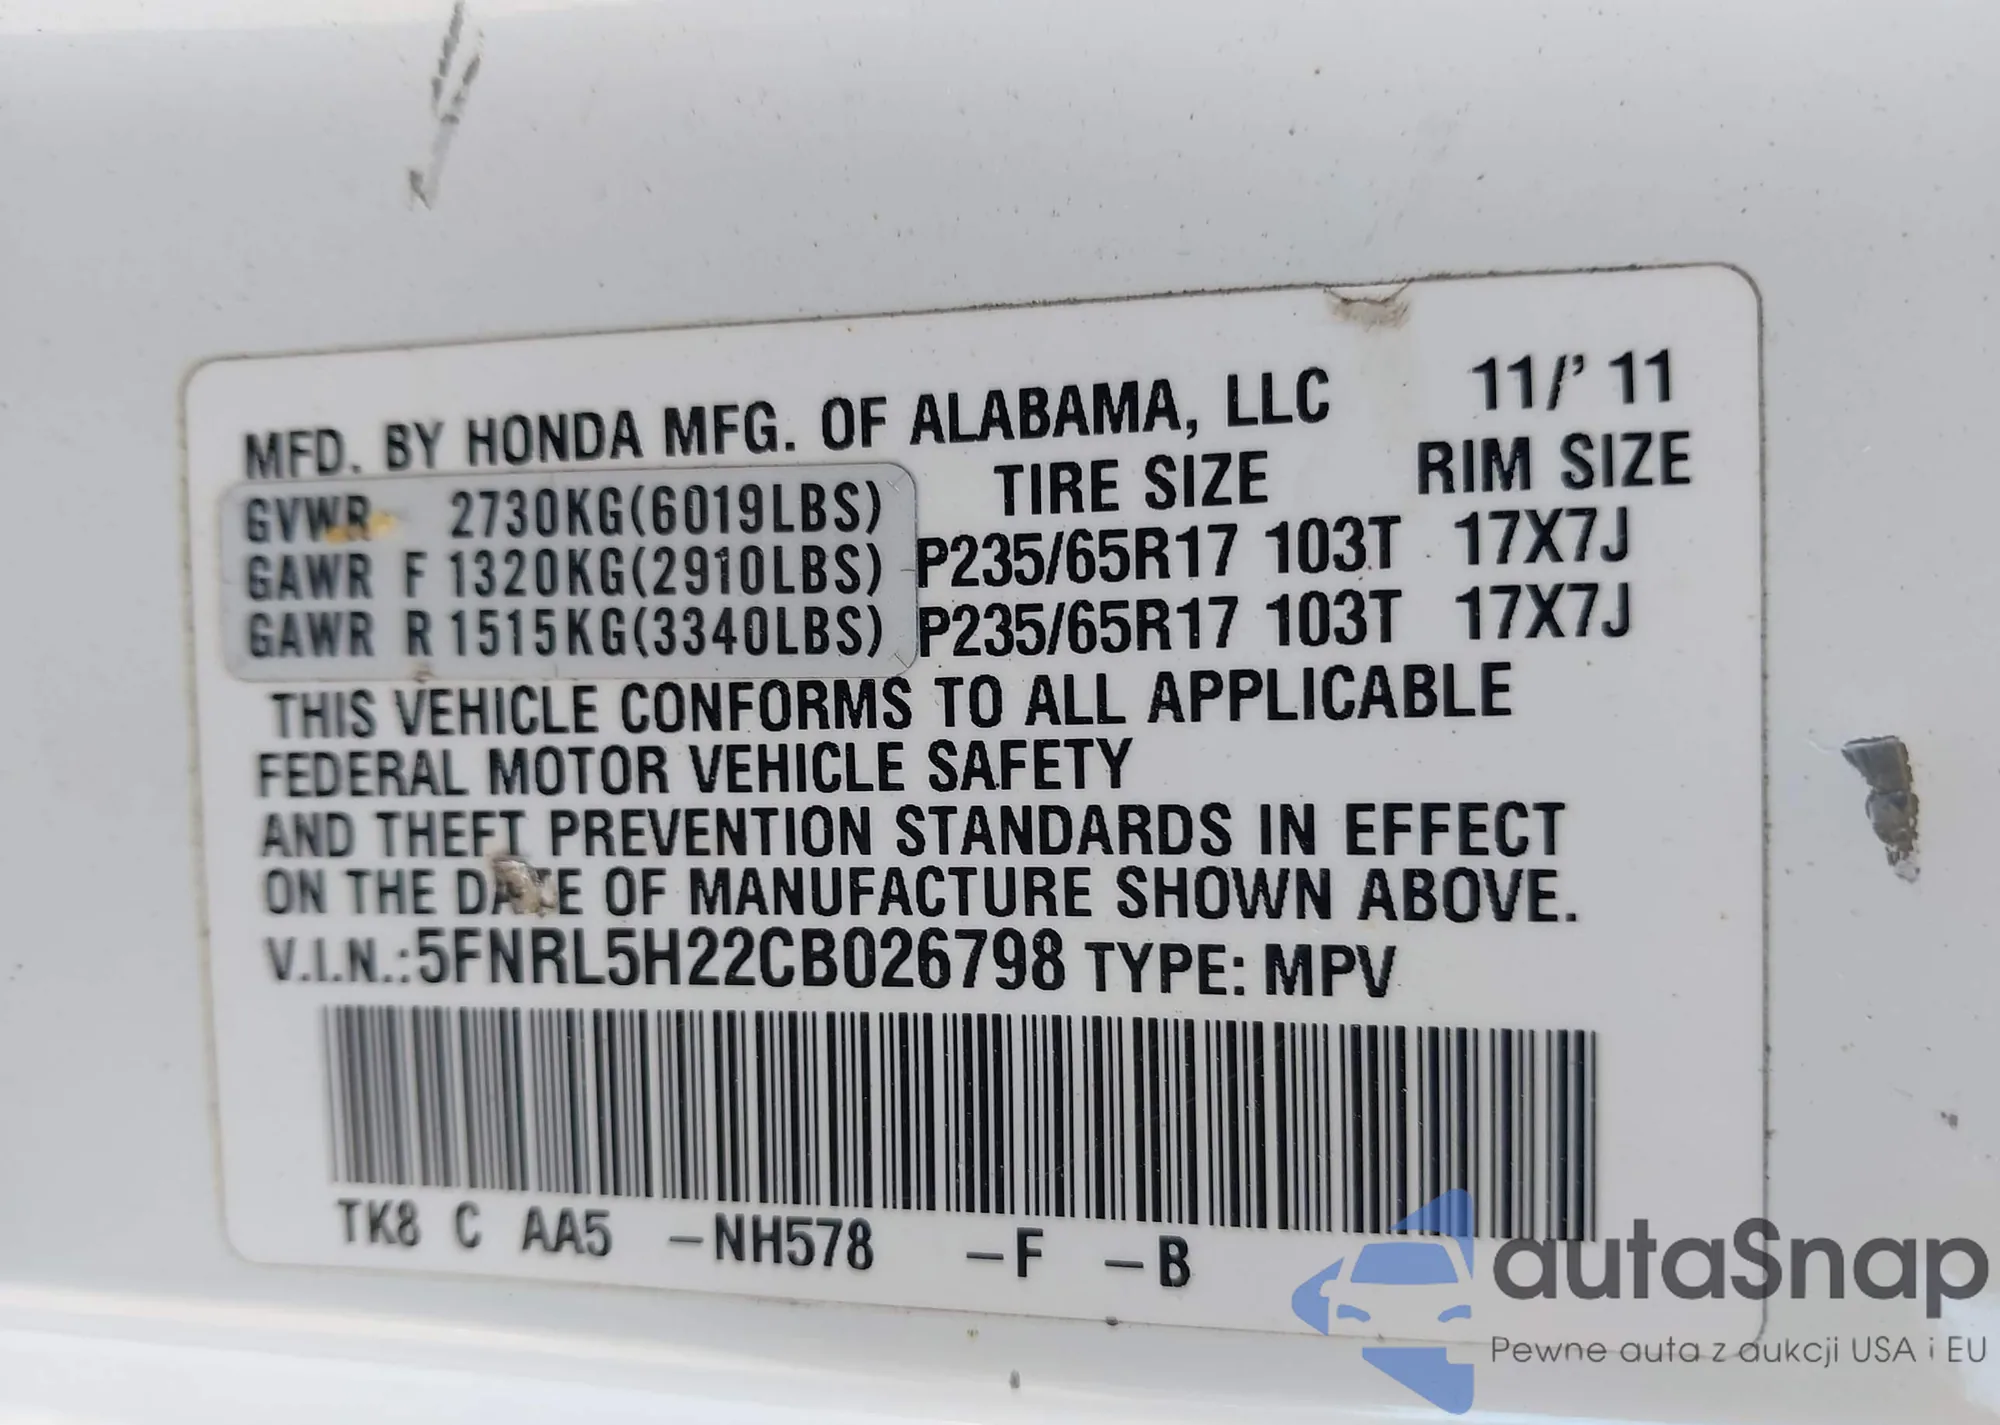 MFD. BY HONDA MFG. OF ALABAMA, LLC 11/'11
TIRE SIZE RIM SIZE
GVWR 2730KG(6019LBS)
GAWR F 1320KG(2910LBS) P235/65R17 103T 17X7J
GAWR R 1515KG(3340LBS) P235/65R17 103T 17X7J
THIS VEHICLE CONFORMS TO ALL APPLICABLE
FEDERAL MOTOR VEHICLE SAFETY
AND THEFT PREVENTION STANDARDS IN EFFECT
ON THE DATE OF MANUFACTURE SHOWN ABOVE.
V.I.N.:5FNRL5H22CB026798 TYPE: MPV
TK8 C AA5 -NH578 -F -B
autaSnap
Pewne auta z aukcji USA i EU